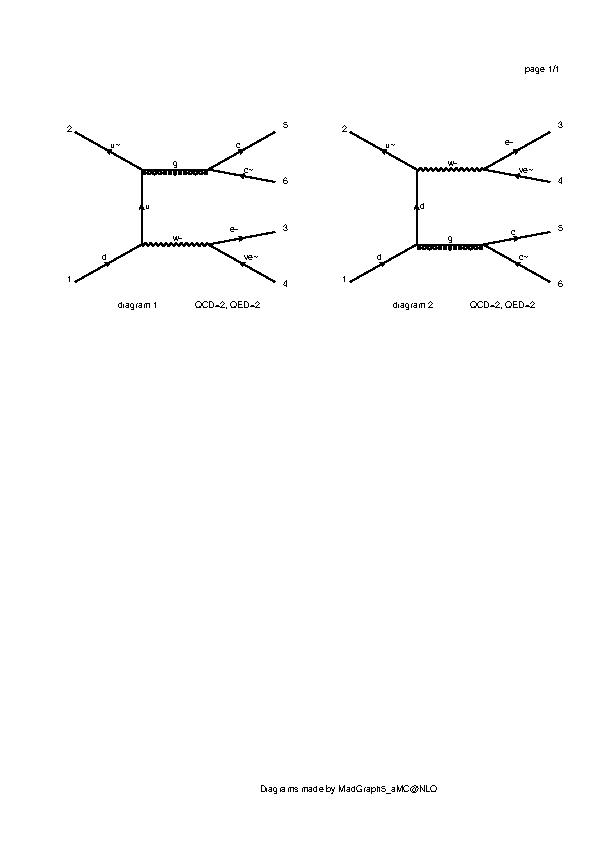 page 1/1
2 5 2 3
u~ c u~ e-
g w-
c~ ve~
6 4
u d
e- 3 c 5
w- g
d ve~ d c~
1 4 1 6
diagram 1 QCD=2, QED=2 diagram 2 QCD=2, QED=2
Diagrams made by MadGraph5_aMC@NLO